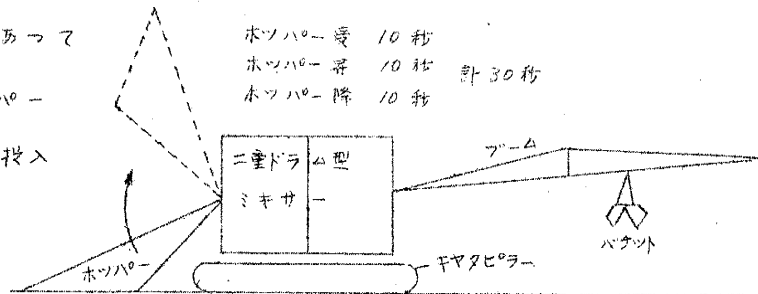 あつて
パー
投入
ホッパー受 10秒
ホッパー昇 10秒
ホッパー降 10秒
計30秒
二重ドラム型
ミキサー
ブーム
バケット
ホッパー
キヤタピラー